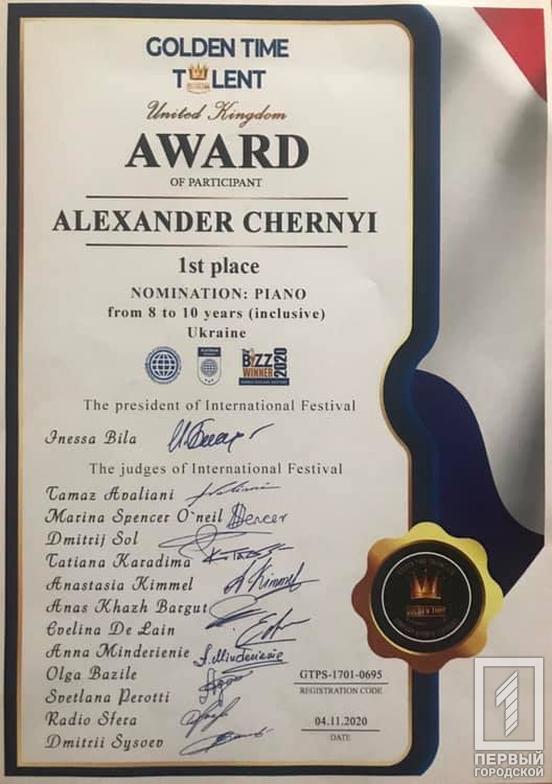 GOLDEN TIME
TALENT
United Kingdom
AWARD
OF PARTICIPANT
ALEXANDER CHERNYI
1st place
NOMINATION: PIANO
from 8 to 10 years (inclusive)
Ukraine
BIZZ
WINNER
2020
The president of International Festival
Inessa Bila
The judges of International Festival
Tamaz Avaliani
Marina Spencer O`neil
Dmitrij Sol
Tatiana Karadima
Anastasia Kimmel
Anas Khazh Bargut
Evelina De Lain
Anna Minderienie
Olga Bazile
Svetlana Perotti
Radio Sfera
Dmitrii Sysoev
GOLDEN TIME
GTPS-1701-0695
REGISTRATION CODE
04.11.2020
DATE
1
ПЕРВЫЙ
ГОРОДСКОЙ